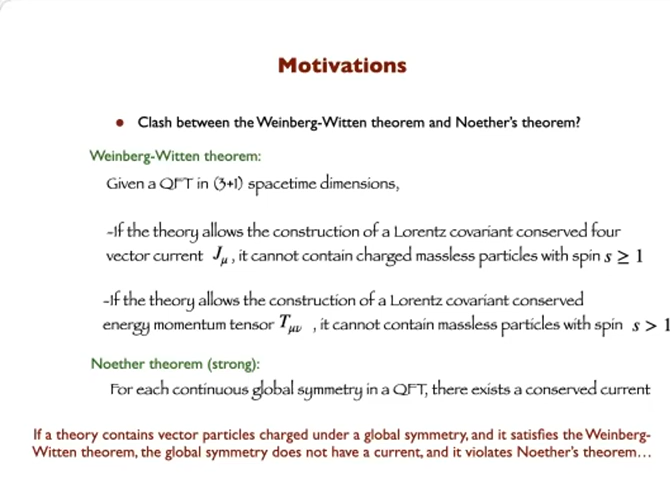 Motivations
• Clash between the Weinberg-Witten theorem and Noether's theorem?
Weinberg-Witten theorem:
Given a QFT in (3+1) spacetime dimensions,
-If the theory allows the construction of a Lorentz covariant conserved four
vector current J_μ, it cannot contain charged massless particles with spin s ≥ 1
-If the theory allows the construction of a Lorentz covariant conserved
energy momentum tensor T_μν , it cannot contain massless particles with spin s > 1
Noether theorem (strong):
For each continuous global symmetry in a QFT, there exists a conserved current
If a theory contains vector particles charged under a global symmetry, and it satisfies the Weinberg-
Witten theorem, the global symmetry does not have a current, and it violates Noether's theorem...